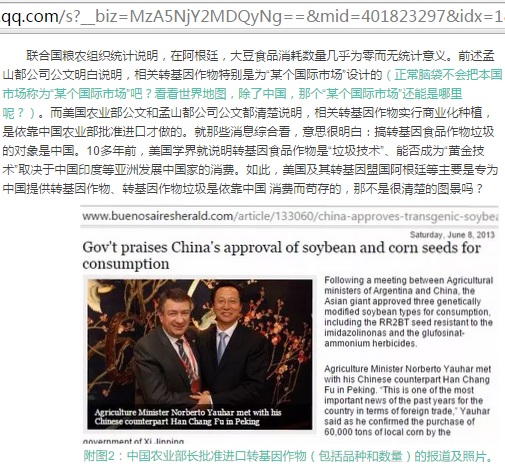 qq.com/s?__biz=MzA5NjY2MDQyNg==&mid=401823297&idx=1
联合国粮农组织统计说明，在阿根廷，大豆食品消耗数量几乎为零而无统计意义。前述孟
山都公司公文明白说明，相关转基因作物特别是为“某个国际市场”设计的（正常脑袋不会把本国
市场称为“某个国际市场”吧？看看世界地图，除了中国，那个“某个国际市场”还能是哪里
呢？）。而美国农业部公文和孟山都公司公文都清楚说明，相关转基因作物实行商业化种植，
是依靠中国农业部批准进口才做的。就那些消息综合看，意思很明白：搞转基因食品作物垃圾
的对象是中国。10多年前，美国学界就说明转基因食品作物是“垃圾技术”、能否成为“黄金技
术”取决于中国印度等亚洲发展中国家的消费。如此，美国及其转基因盟国阿根廷等主要是专为
中国提供转基因作物、转基因作物垃圾是依靠中国 消费而苟存的，那不是很清楚的图景吗？
www.buenosairesherald.com/article/133060/china-approves-transgenic-soybea
Saturday, June 8, 2013
Gov't praises China's approval of soybean and corn seeds for
consumption
Following a meeting between Agricultural
ministers of Argentina and China, the
Asian giant approved three genetically
modified soybean types for consumption,
including the RR2BT seed resistant to the
imidazolinonas and the glufosinat-
ammonium herbicides.
Agriculture Minister Norberto Yauhar met
with his Chinese counterpart Han Chang
Fu in Peking. "This is one of the most
important news of the past years for the
country in terms of foreign trade," Yauhar
said as he confirmed the purchase of
60,000 tons of local corn by the
Agriculture Minister Norberto Yauhar met with his
Chinese counterpart Han Chang Fu in Peking
government of Xi Jinping
附图2：中国农业部长批准进口转基因作物（包括品种和数量）的报道及照片。